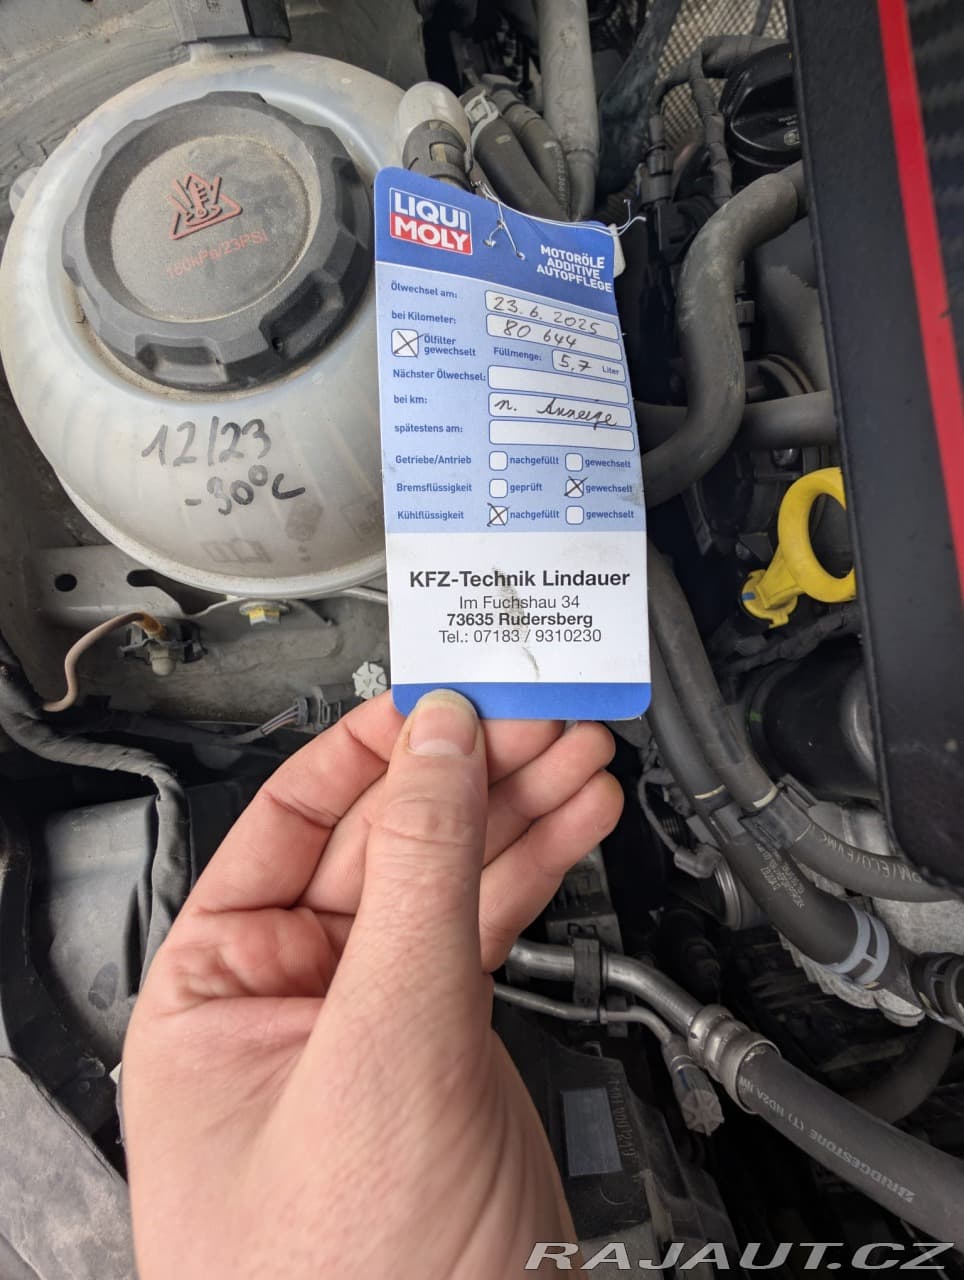 160kPa/23PSI
12/23
-30°C
LIQUI
MOLY
MOTORÖLE
ADDITIVE
AUTOPFLEGE
Ölwechsel am: 23.6.2025
bei Kilometer: 80 644
Ölfilter
gewechselt
Füllmenge: 5,7 Liter
Nächster Ölwechsel:
bei km: n. Anzeige
spätestens am:
Getriebe/Antrieb nachgefüllt gewechselt
Bremsflüssigkeit geprüft gewechselt
Kühlflüssigkeit nachgefüllt gewechselt
KFZ-Technik Lindauer
Im Fuchshau 34
73635 Rudersberg
Tel.: 07183 / 9310230
BRIDGESTONE (T) ND2A NW
RAJAUT.CZ